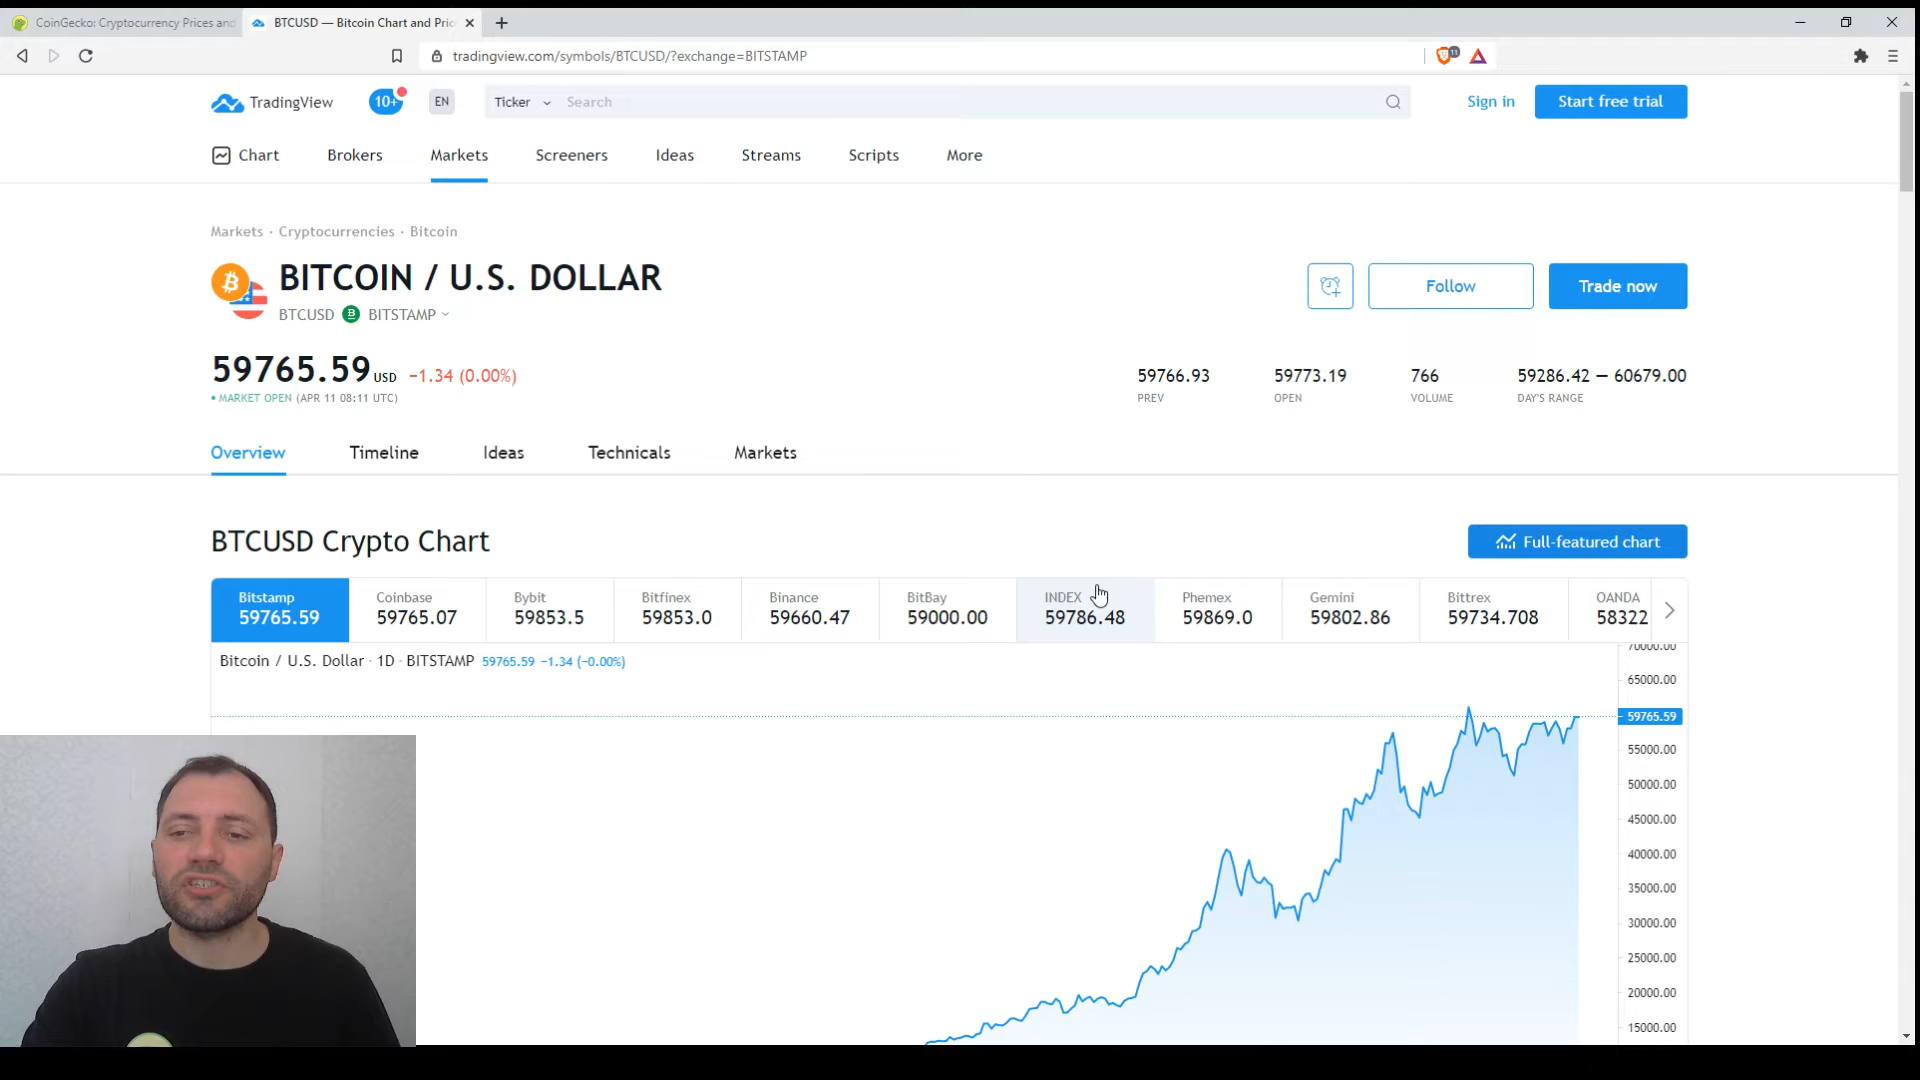 CoinGecko: Cryptocurrency Prices and
BTCUSD — Bitcoin Chart and Pric
tradingview.com/symbols/BTCUSD/?exchange=BITSTAMP
11
TradingView
10+
EN
Ticker
Search
Sign in
Start free trial
Chart
Brokers
Markets
Screeners
Ideas
Streams
Scripts
More
Markets · Cryptocurrencies · Bitcoin
BITCOIN / U.S. DOLLAR
BTCUSD BITSTAMP
Follow
Trade now
59765.59 USD −1.34 (0.00%)
• MARKET OPEN (APR 11 08:11 UTC)
59766.93
PREV
59773.19
OPEN
766
VOLUME
59286.42 — 60679.00
DAY'S RANGE
Overview
Timeline
Ideas
Technicals
Markets
BTCUSD Crypto Chart
Full-featured chart
Bitstamp
59765.59
Coinbase
59765.07
Bybit
59853.5
Bitfinex
59853.0
Binance
59660.47
BitBay
59000.00
INDEX
59786.48
Phemex
59869.0
Gemini
59802.86
Bittrex
59734.708
OANDA
58322
Bitcoin / U.S. Dollar · 1D · BITSTAMP 59765.59 −1.34 (−0.00%)
70000.00
65000.00
59765.59
55000.00
50000.00
45000.00
40000.00
35000.00
30000.00
25000.00
20000.00
15000.00